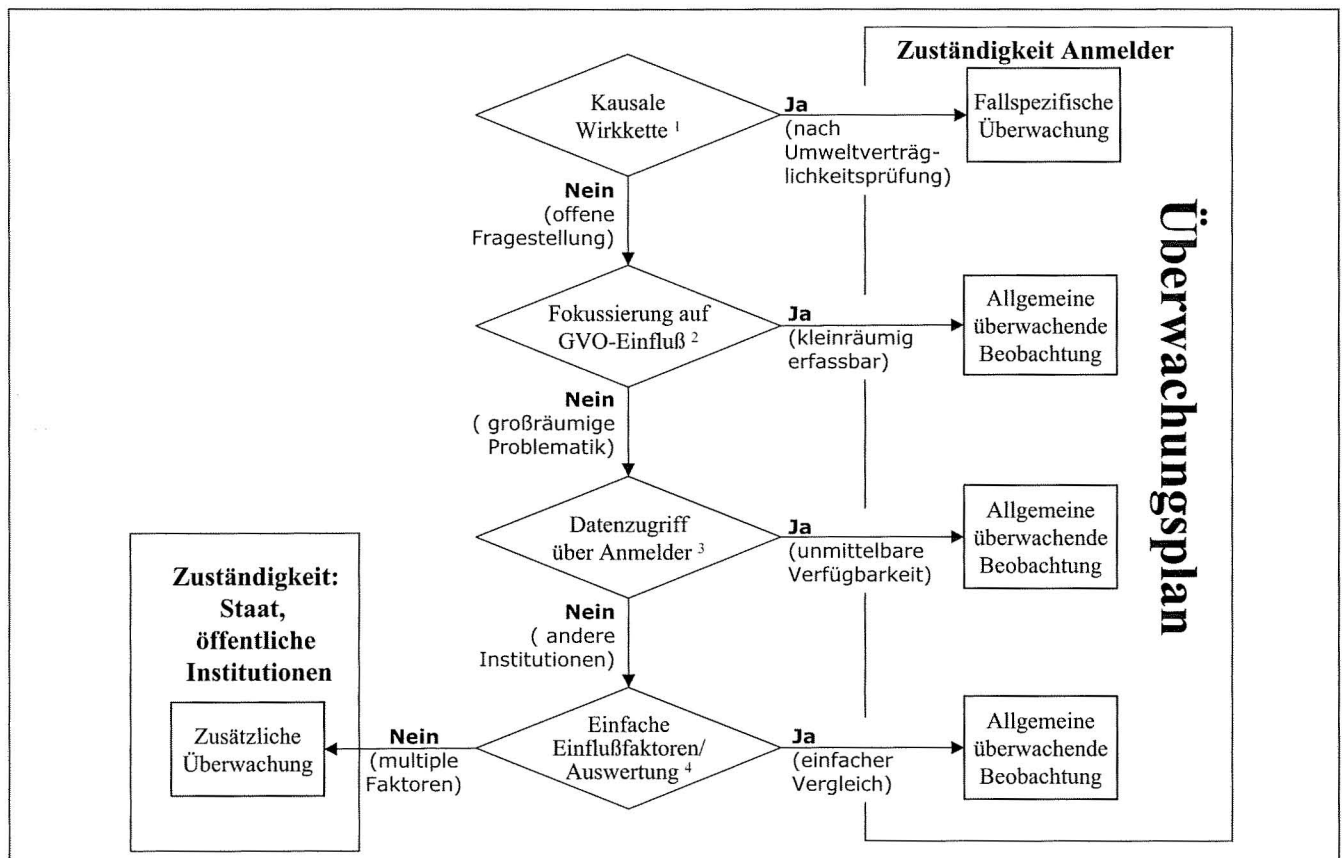 Zuständigkeit Anmelder
Kausale
Wirkkette 1
Ja
(nach
Umweltverträg-
lichkeitsprüfung)
Fallspezifische
Überwachung
Nein
(offene
Fragestellung)
Überwachungsplan
Fokussierung auf
GVO-Einfluß 2
Ja
(kleinräumig
erfassbar)
Allgemeine
überwachende
Beobachtung
Nein
( großräumige
Problematik)
Datenzugriff
über Anmelder 3
Ja
(unmittelbare
Verfügbarkeit)
Allgemeine
überwachende
Beobachtung
Zuständigkeit:
Staat,
öffentliche
Institutionen
Nein
( andere
Institutionen)
Einfache
Einflußfaktoren/
Auswertung 4
Ja
(einfacher
Vergleich)
Allgemeine
überwachende
Beobachtung
Nein
(multiple
Faktoren)
Zusätzliche
Überwachung